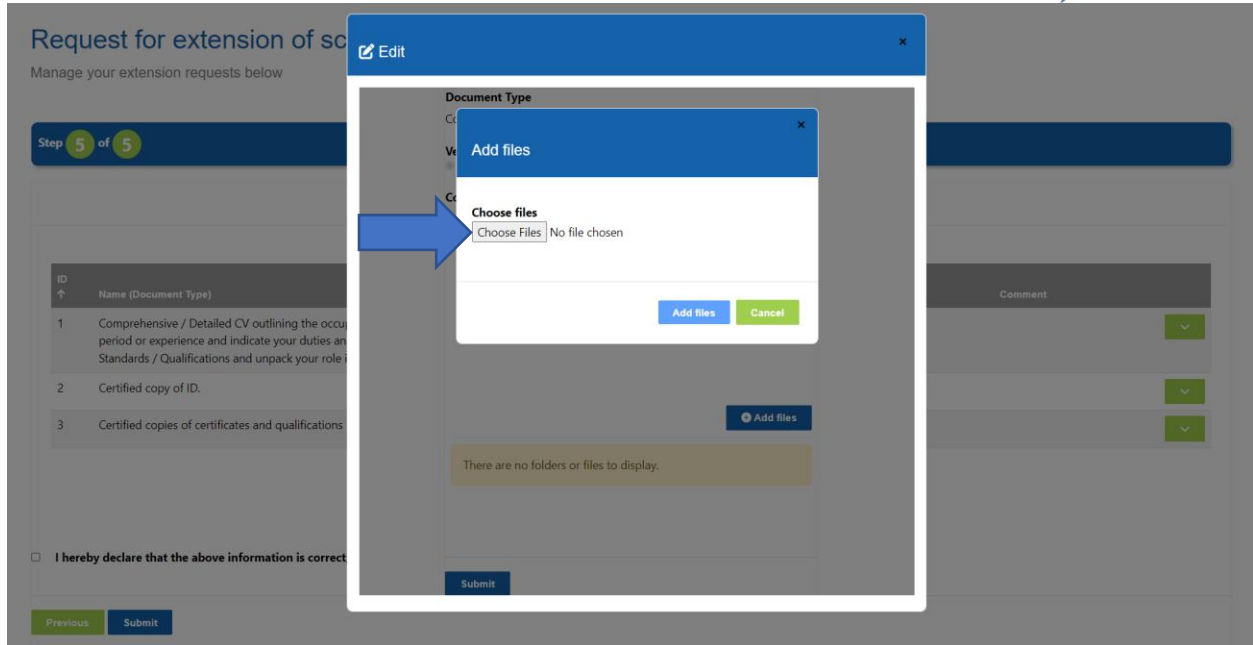 Request for extension of sc
Manage your extension requests below
Step 5 of 5
Edit
×
Document Type
Add files
×
Choose files
Choose Files No file chosen
Add files Cancel
ID
Name (Document Type)
Comment
1 Comprehensive / Detailed CV outlining the
period or experience and indicate your duties
Standards / Qualifications and unpack your role
2 Certified copy of ID.
3 Certified copies of certificates and qualifications
Add files
There are no folders or files to display.
I hereby declare that the above information is correct
Submit
Previous Submit